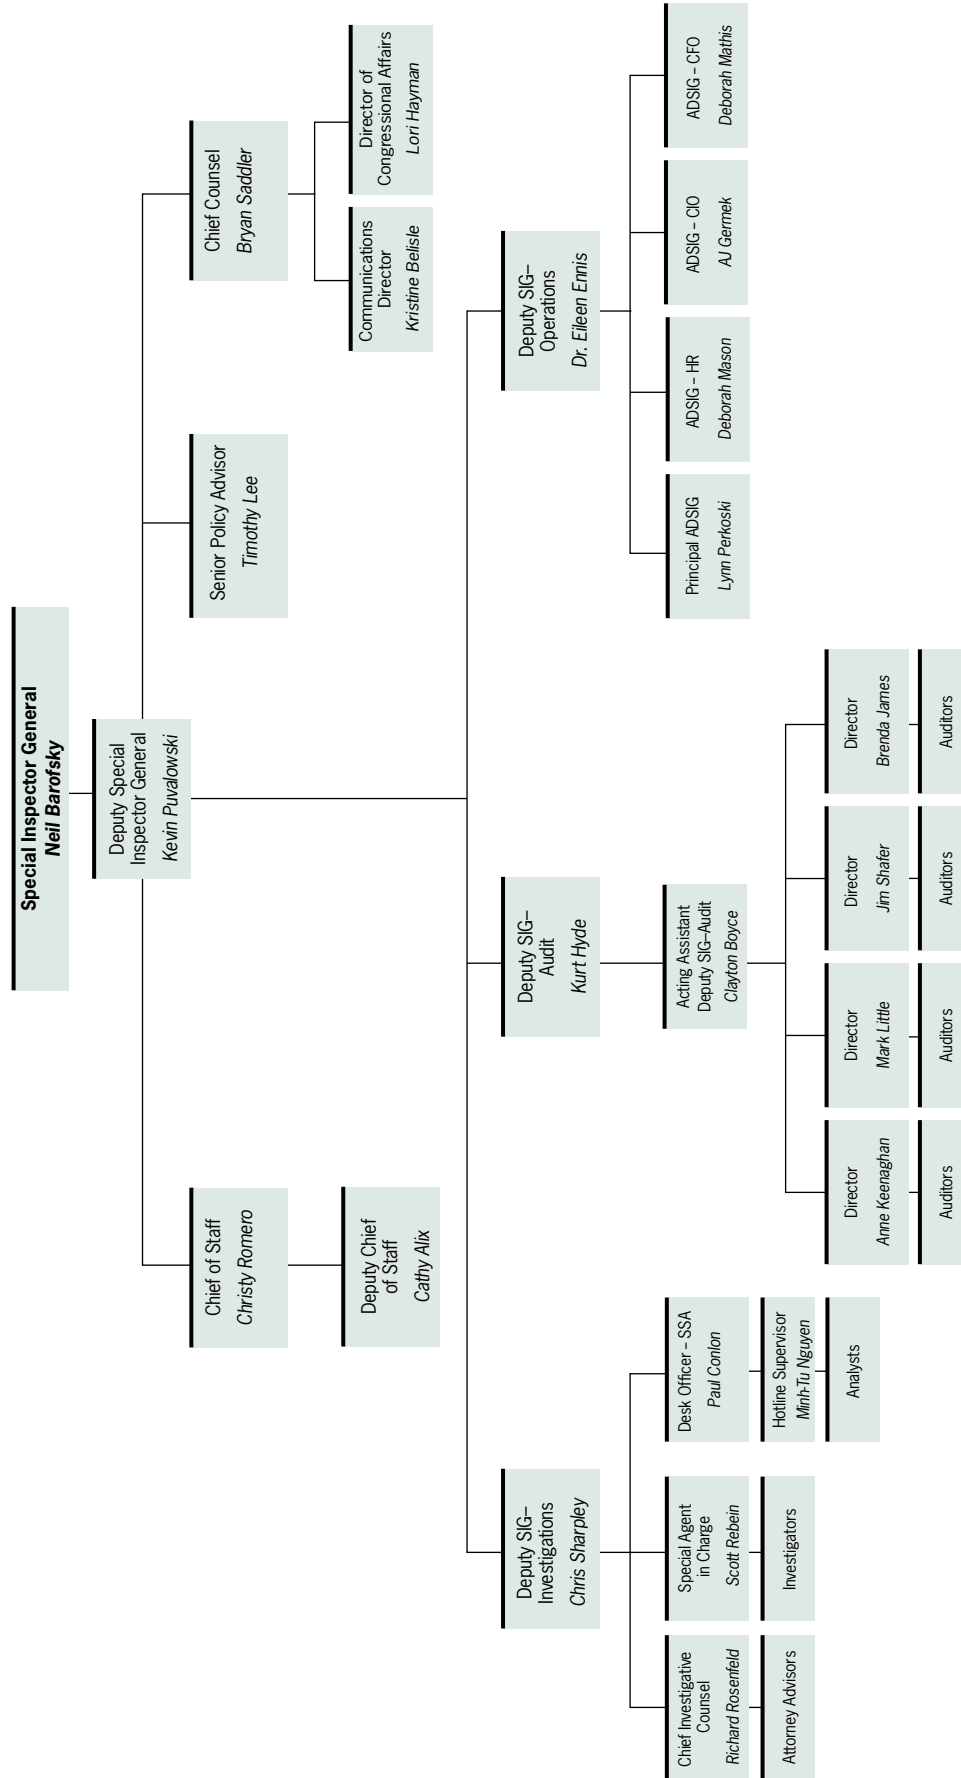 Special Inspector General
Neil Barofsky
Deputy Special
Inspector General
Kevin Puvalowski
Chief of Staff
Christy Romero
Senior Policy Advisor
Timothy Lee
Chief Counsel
Bryan Saddler
Deputy Chief
of Staff
Cathy Alix
Communications
Director
Kristine Belisle
Director of
Congressional Affairs
Lori Hayman
Deputy SIG–
Investigations
Chris Sharpley
Deputy SIG–
Audit
Kurt Hyde
Deputy SIG–
Operations
Dr. Eileen Ennis
Chief Investigative
Counsel
Richard Rosenfeld
Special Agent
in Charge
Scott Rebein
Desk Officer – SSA
Paul Conlon
Acting Assistant
Deputy SIG–Audit
Clayton Boyce
Principal ADSIG
Lynn Perkoski
ADSIG – HR
Deborah Mason
ADSIG – CIO
AJ Germek
ADSIG – CFO
Deborah Mathis
Attorney Advisors
Investigators
Hotline Supervisor
Minh-Tu Nguyen
Analysts
Director
Anne Keenaghan
Director
Mark Little
Director
Jim Shafer
Director
Brenda James
Auditors
Auditors
Auditors
Auditors